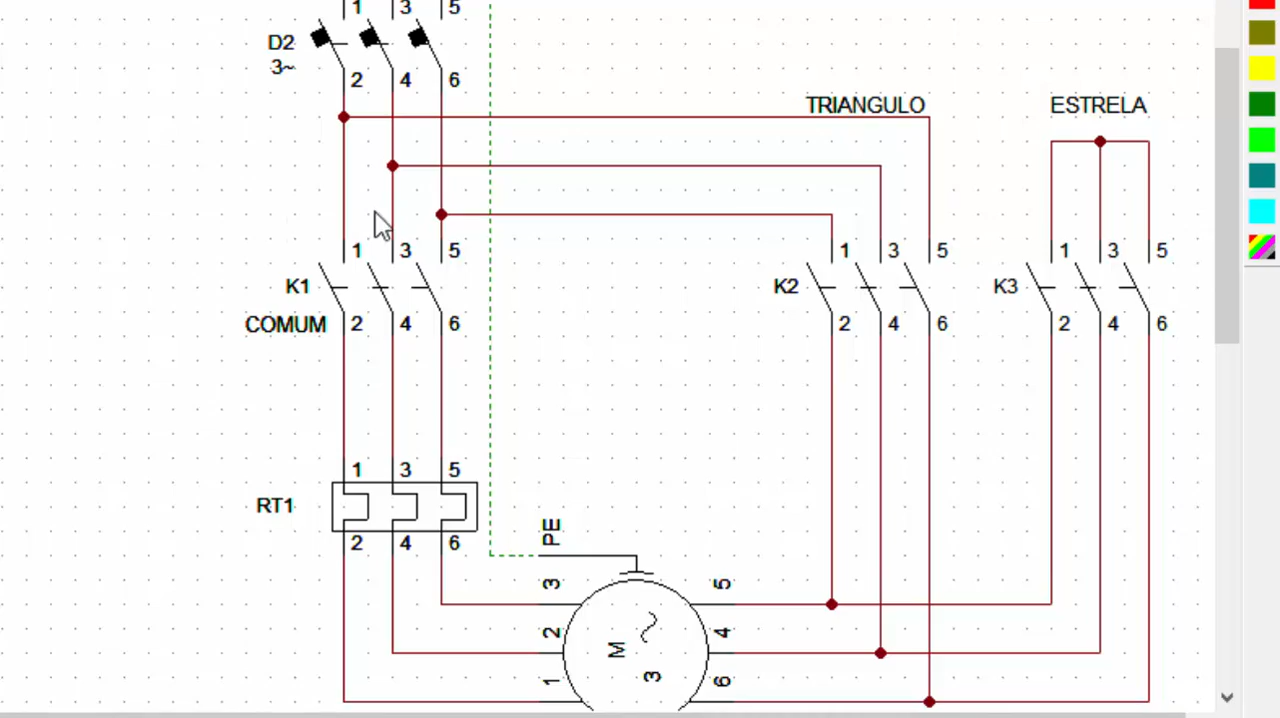 1 3 5
D2
3~
2 4 6
TRIANGULO ESTRELA
1 3 5 1 3 5 1 3 5
K1 K2 K3
COMUM 2 4 6 2 4 6 2 4 6
1 3 5
RT1
2 4 6
PE
3 5
2 4
M 3
1 6